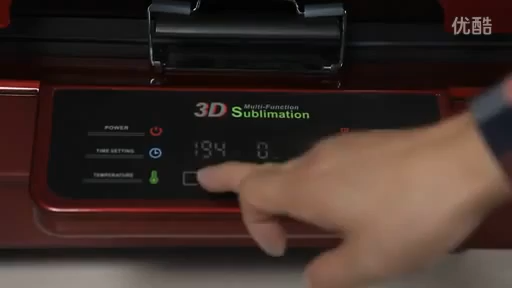 优酷
3D Multi-Function Sublimation
POWER
TIME SETTING
194 0
TEMPERATURE